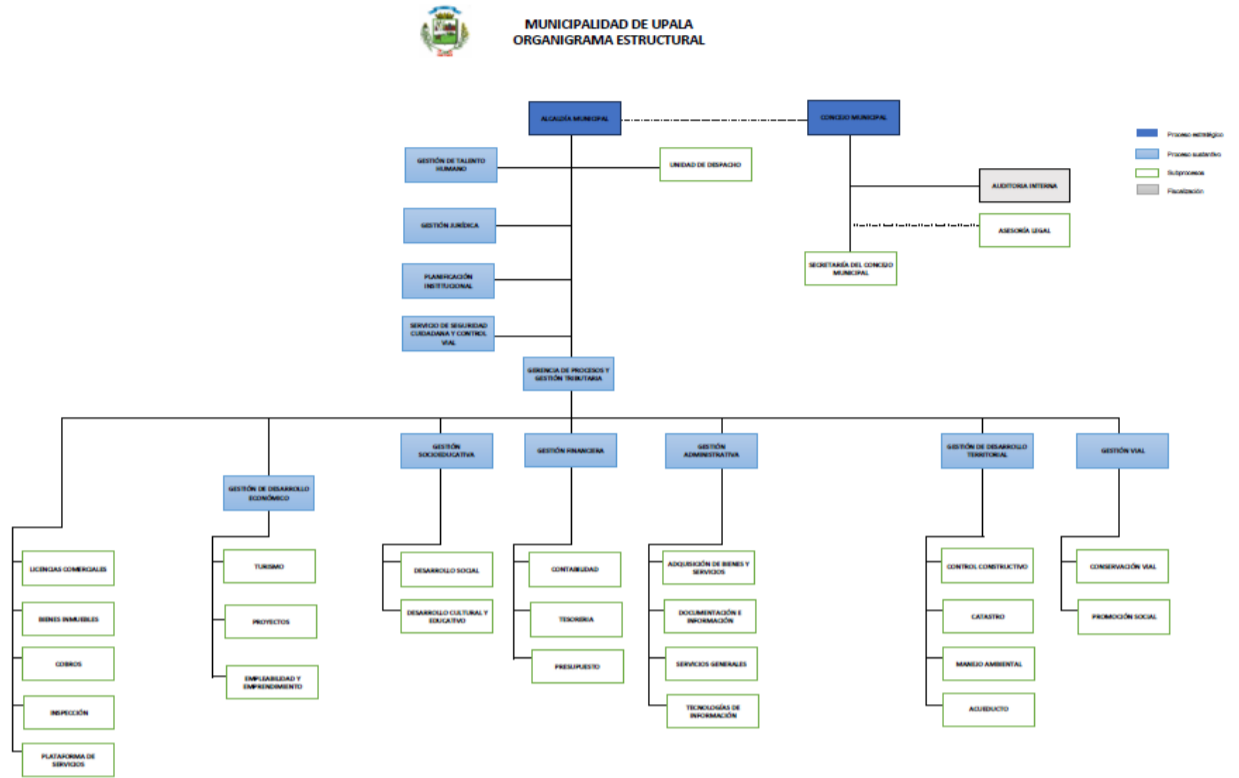 MUNICIPALIDAD DE UPALA
ORGANIGRAMA ESTRUCTURAL
ALCALDÍA MUNICIPAL
CONCEJO MUNICIPAL
Proceso estratégico
Proceso sustantivo
Subprocesos
Fiscalización
GESTIÓN DE TALENTO
HUMANO
UNIDAD DE DESPACHO
AUDITORIA INTERNA
GESTIÓN JURÍDICA
ASESORÍA LEGAL
SECRETARÍA DEL CONCEJO
MUNICIPAL
PLANIFICACIÓN
INSTITUCIONAL
SERVICIO DE SEGURIDAD
CUIDADANA Y CONTROL
VIAL
GERENCIA DE PROCESOS Y
GESTIÓN TRIBUTARIA
GESTIÓN
SOCIOEDUCATIVA
GESTIÓN FINANCIERA
GESTIÓN
ADMINISTRATIVA
GESTIÓN DE DESARROLLO
TERRITORIAL
GESTIÓN VIAL
GESTIÓN DE DESARROLLO
ECONÓMICO
LICENCIAS COMERCIALES
BIENES INMUEBLES
COBROS
INSPECCIÓN
PLATAFORMA DE
SERVICIOS
TURISMO
PROYECTOS
EMPLEABILIDAD Y
EMPRENDIMIENTO
DESARROLLO SOCIAL
DESARROLLO CULTURAL Y
EDUCATIVO
CONTABILIDAD
TESORERIA
PRESUPUESTO
ADQUISICIÓN DE BIENES Y
SERVICIOS
DOCUMENTACIÓN E
INFORMACIÓN
SERVICIOS GENERALES
TECNOLOGÍAS DE
INFORMACIÓN
CONTROL CONSTRUCTIVO
CATASTRO
MANEJO AMBIENTAL
ACUEDUCTO
CONSERVACIÓN VIAL
PROMOCIÓN SOCIAL